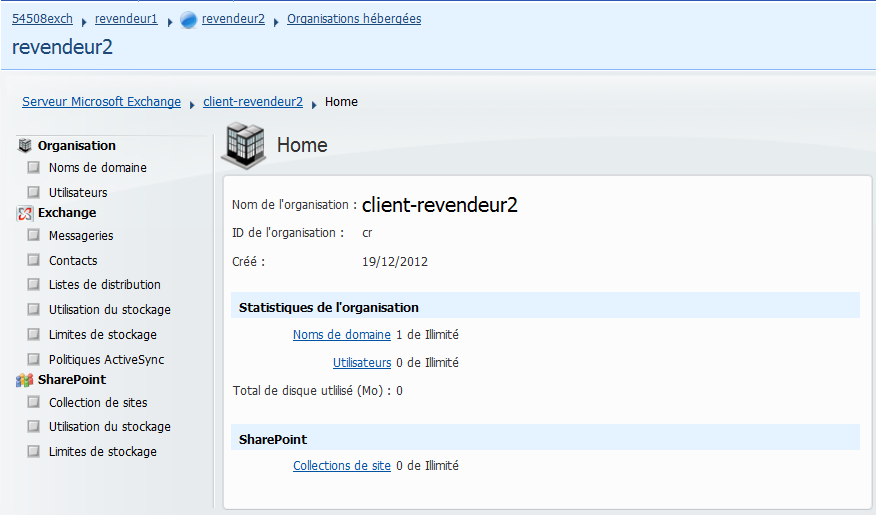 54508exch revendeur1 revendeur2 Organisations hébergées
revendeur2
Serveur Microsoft Exchange client-revendeur2 Home
Organisation
Noms de domaine
Utilisateurs
Exchange
Messageries
Contacts
Listes de distribution
Utilisation du stockage
Limites de stockage
Politiques ActiveSync
SharePoint
Collection de sites
Utilisation du stockage
Limites de stockage
Home
Nom de l'organisation : client-revendeur2
ID de l'organisation : cr
Créé : 19/12/2012
Statistiques de l'organisation
Noms de domaine 1 de Illimité
Utilisateurs 0 de Illimité
Total de disque utlilisé (Mo) : 0
SharePoint
Collections de site 0 de Illimité